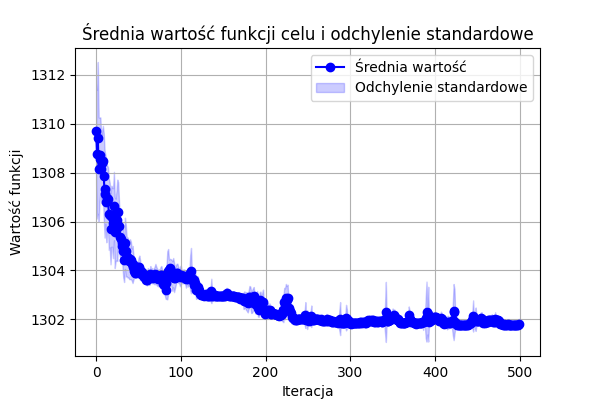 Średnia wartość funkcji celu i odchylenie standardowe
Średnia wartość
Odchylenie standardowe
Wartość funkcji
1312
1310
1308
1306
1304
1302
0 100 200 300 400 500
Iteracja